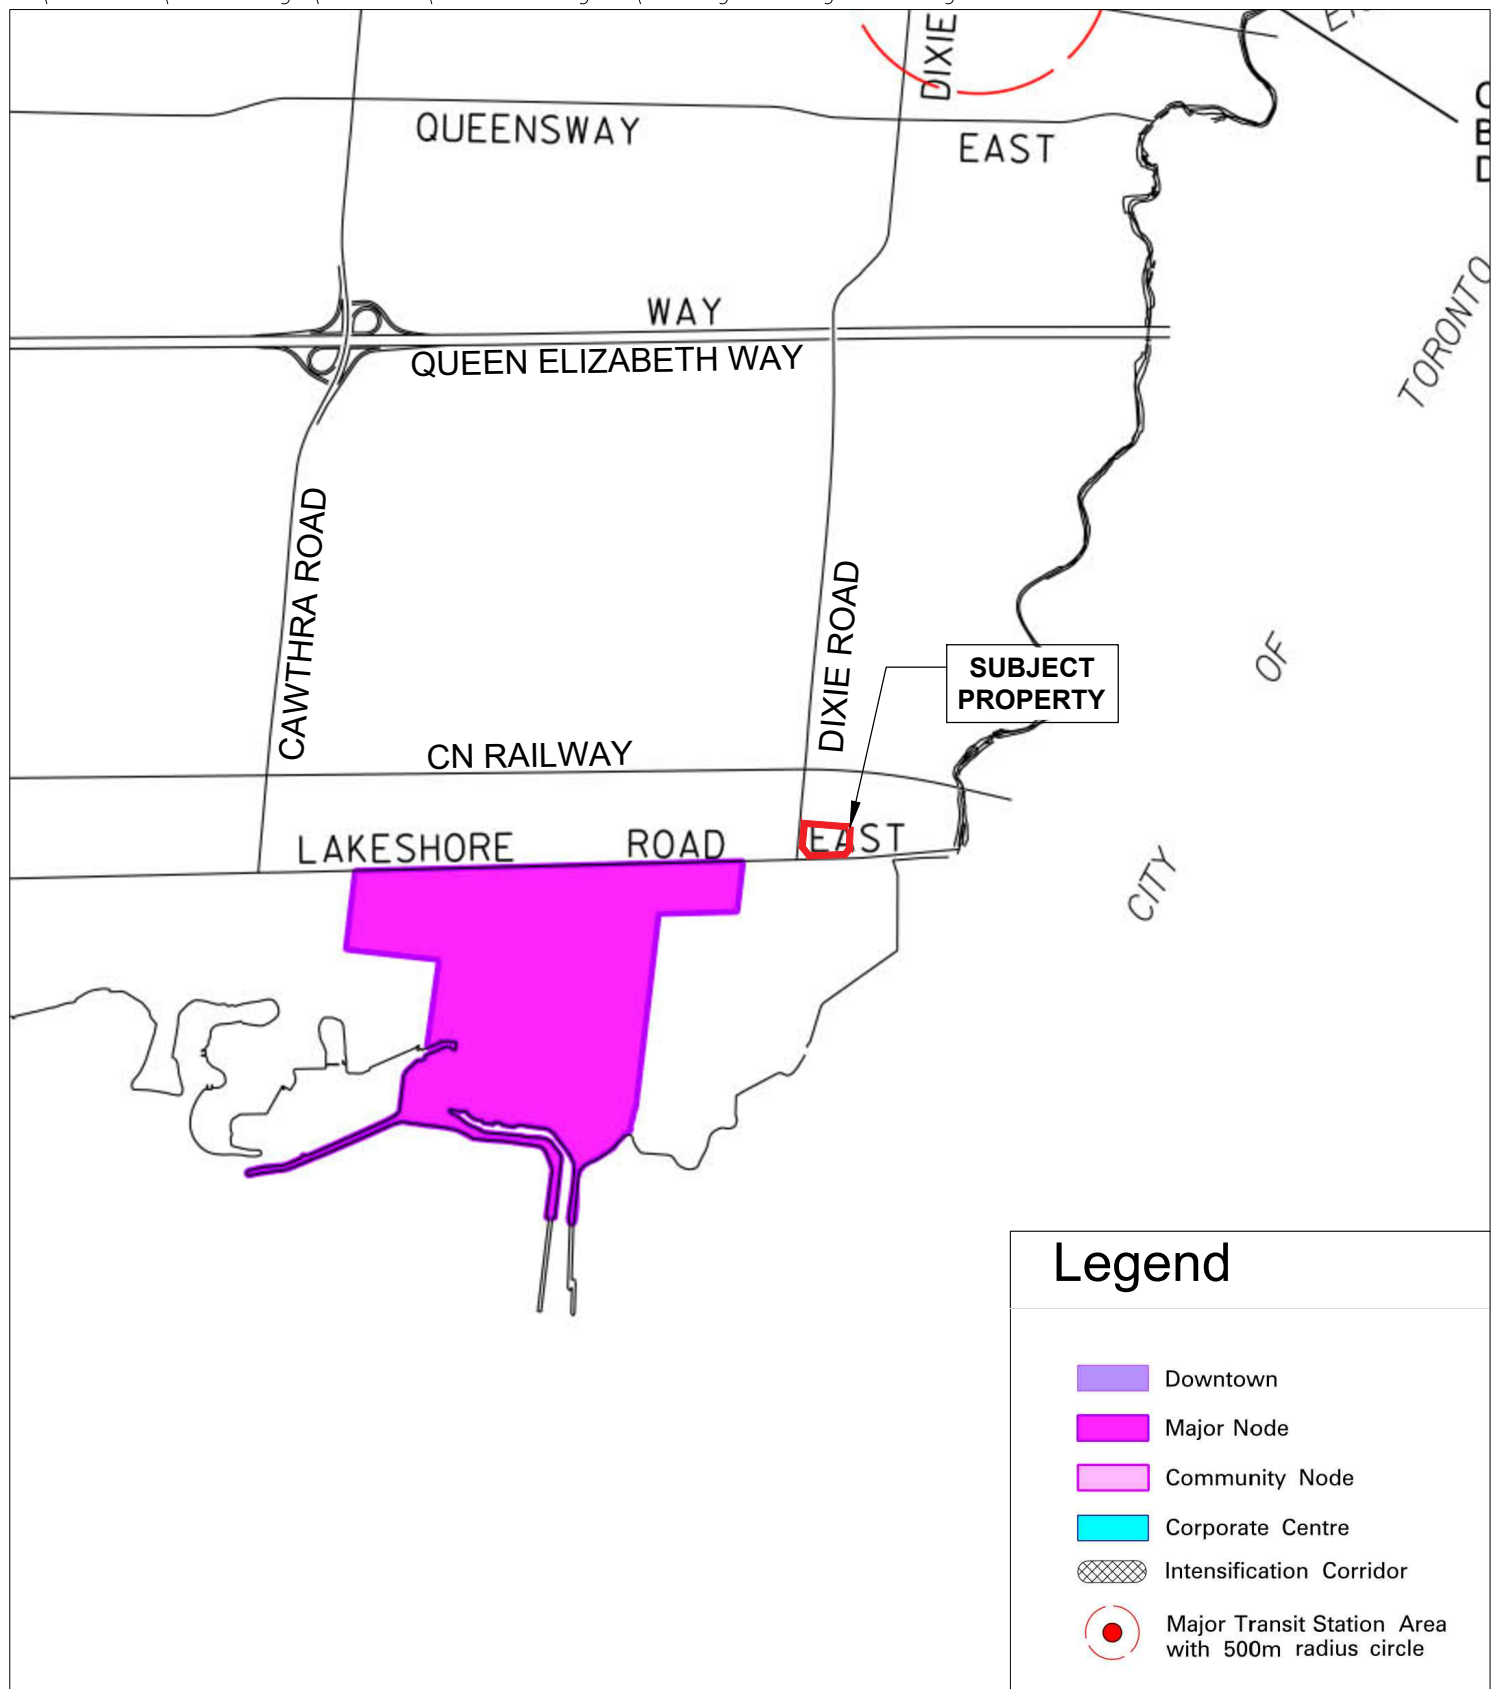 DIXIE
QUEENSWAY
EAST
WAY
QUEEN ELIZABETH WAY
TORONTO
CAWTHRA ROAD
DIXIE ROAD
OF
SUBJECT
PROPERTY
CN RAILWAY
LAKESHORE ROAD EAST
CITY
Legend
Downtown
Major Node
Community Node
Corporate Centre
Intensification Corridor
Major Transit Station Area
with 500m radius circle